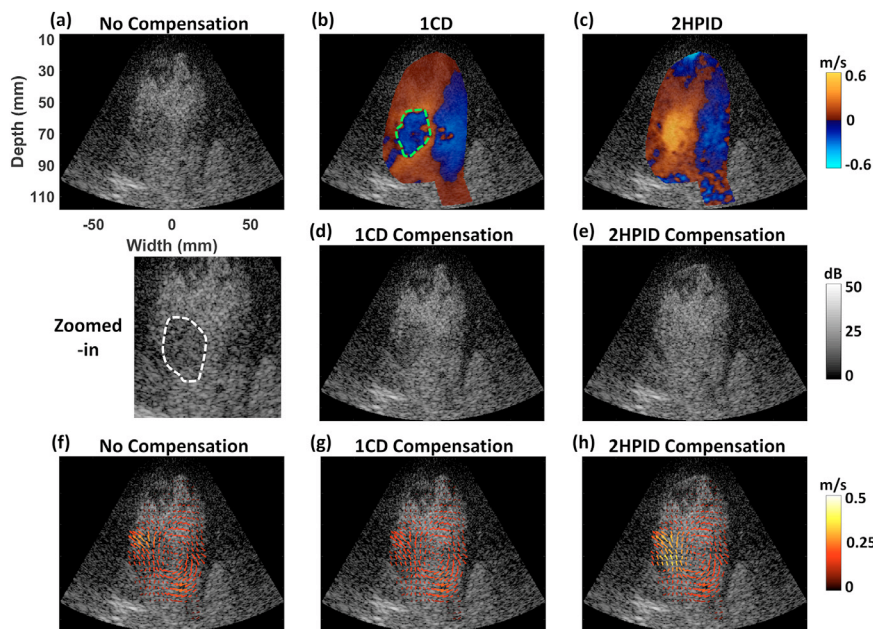 (a) No Compensation
(b) 1CD
(c) 2HPID
10
30
50
70
90
110
Depth (mm)
-50 0 50
Width (mm)
m/s
0.6
0
-0.6
Zoomed
-in
(d) 1CD Compensation
(e) 2HPID Compensation
dB
50
25
0
(f) No Compensation
(g) 1CD Compensation
(h) 2HPID Compensation
m/s
0.5
0.25
0